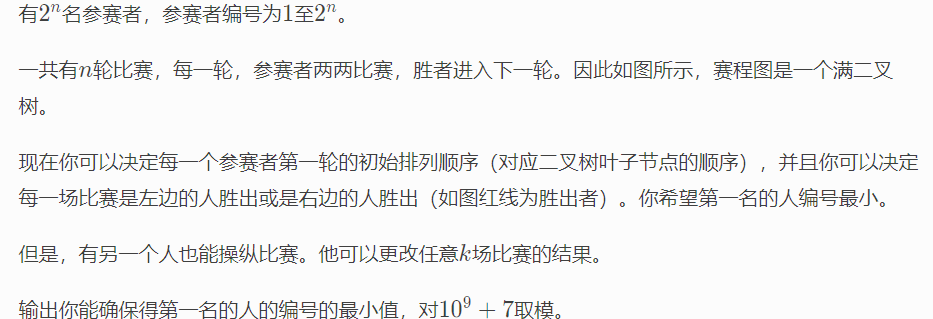 有2^n名参赛者，参赛者编号为1至2^n。
一共有n轮比赛，每一轮，参赛者两两比赛，胜者进入下一轮。因此如图所示，赛程图是一个满二叉
树。
现在你可以决定每一个参赛者第一轮的初始排列顺序（对应二叉树叶子节点的顺序），并且你可以决定
每一场比赛是左边的人胜出或是右边的人胜出（如图红线为胜出者）。你希望第一名的人编号最小。
但是，有另一个人也能操纵比赛。他可以更改任意k场比赛的结果。
输出你能确保得第一名的人的编号的最小值，对10^9 + 7取模。